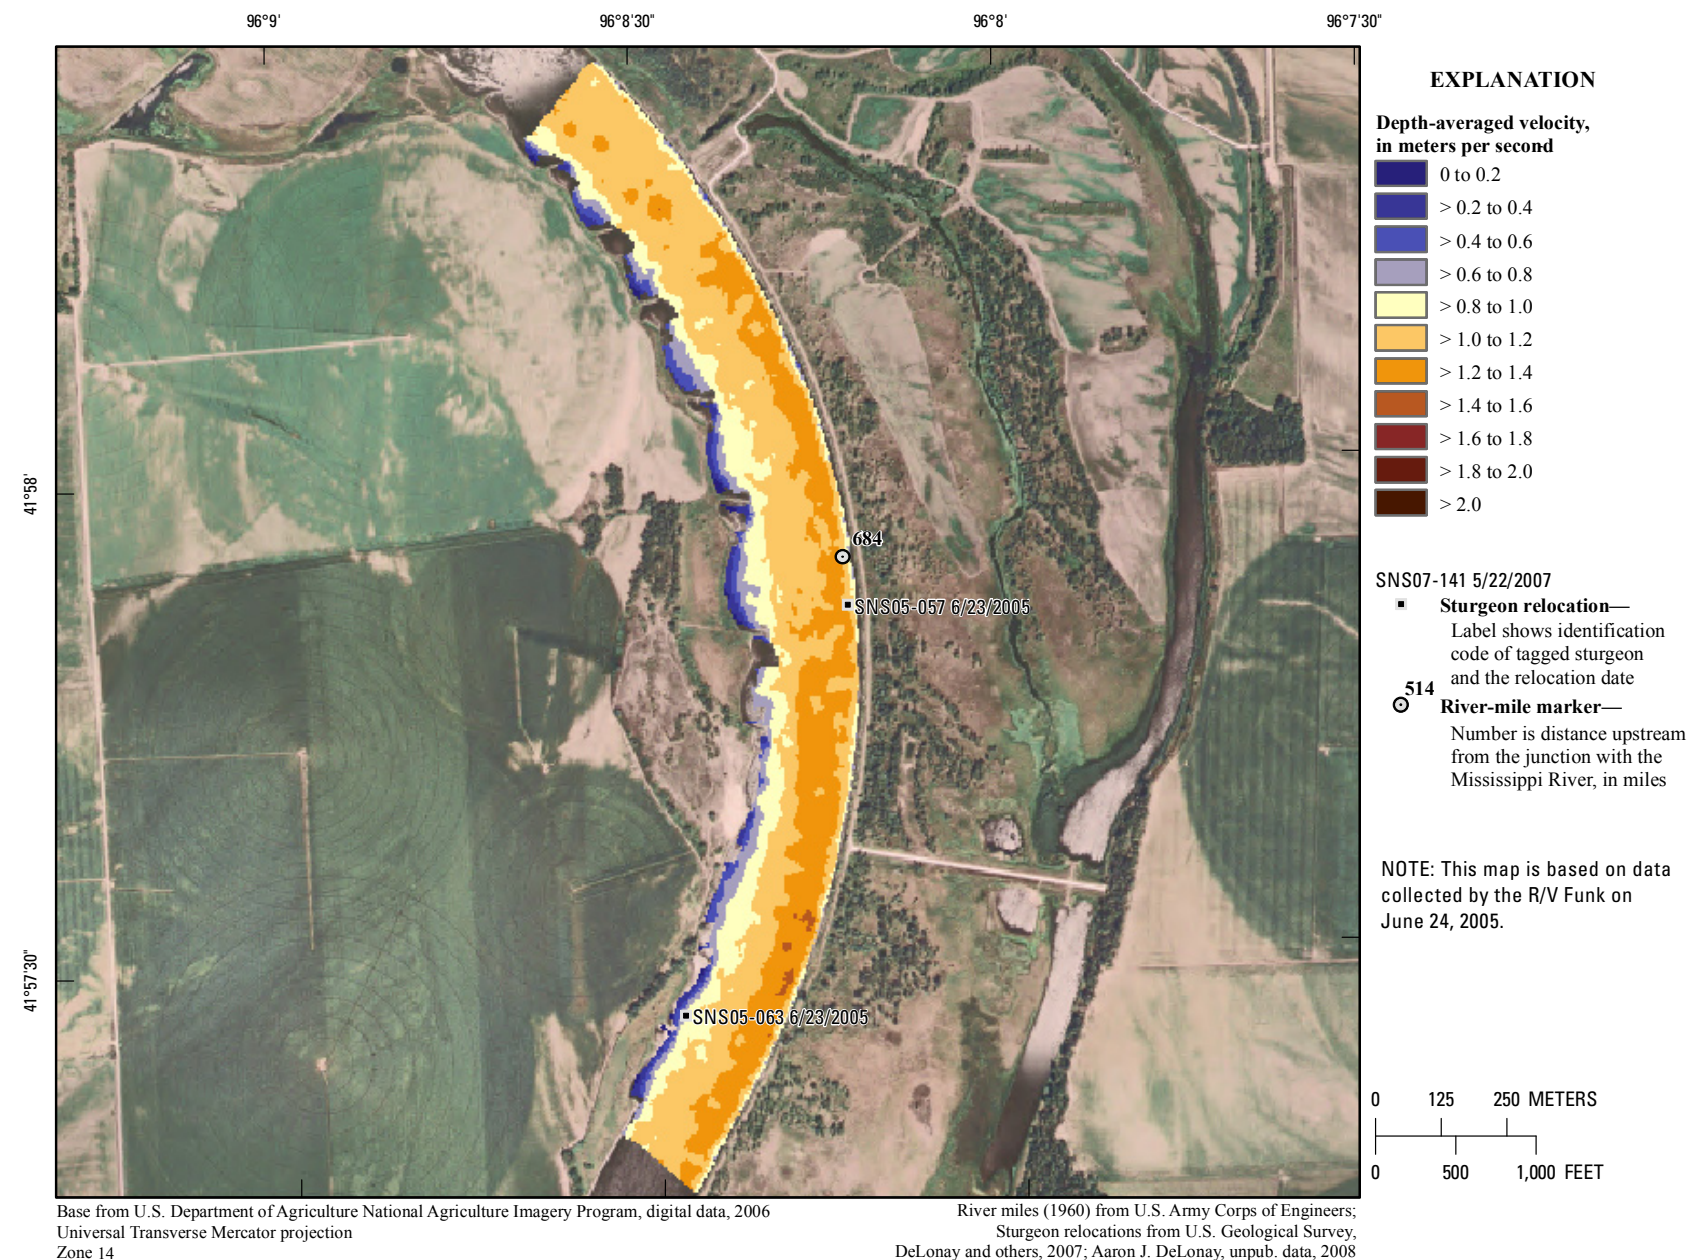 96°9'
96°8'30"
96°8'
96°7'30"
41°58'
41°57'30"
684
SNS05-057 6/23/2005
SNS05-063 6/23/2005
EXPLANATION
Depth-averaged velocity,
in meters per second
0 to 0.2
> 0.2 to 0.4
> 0.4 to 0.6
> 0.6 to 0.8
> 0.8 to 1.0
> 1.0 to 1.2
> 1.2 to 1.4
> 1.4 to 1.6
> 1.6 to 1.8
> 1.8 to 2.0
> 2.0
SNS07-141 5/22/2007
Sturgeon relocation—
Label shows identification
code of tagged sturgeon
and the relocation date
514
River-mile marker—
Number is distance upstream
from the junction with the
Mississippi River, in miles
NOTE: This map is based on data
collected by the R/V Funk on
June 24, 2005.
0 125 250 METERS
0 500 1,000 FEET
Base from U.S. Department of Agriculture National Agriculture Imagery Program, digital data, 2006
Universal Transverse Mercator projection
Zone 14
River miles (1960) from U.S. Army Corps of Engineers;
Sturgeon relocations from U.S. Geological Survey,
DeLonay and others, 2007; Aaron J. DeLonay, unpub. data, 2008